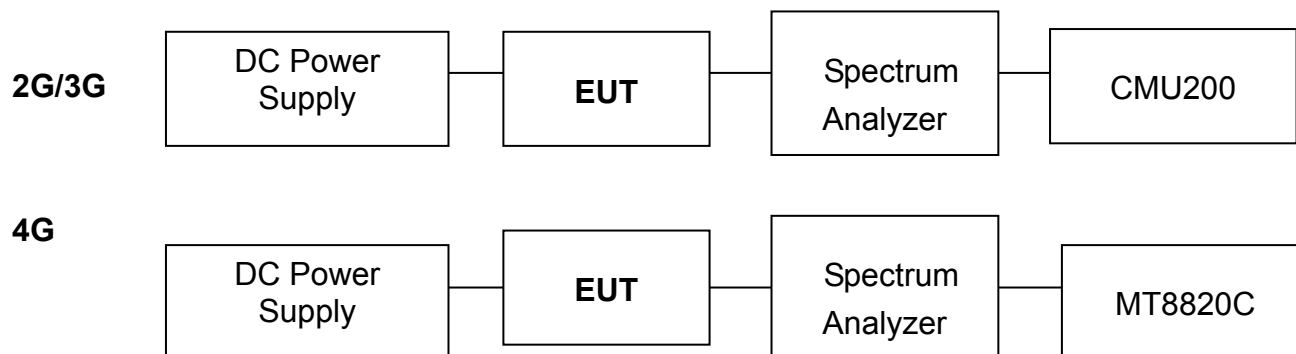 2G/3G
DC Power
Supply
EUT
Spectrum
Analyzer
CMU200
4G
DC Power
Supply
EUT
Spectrum
Analyzer
MT8820C